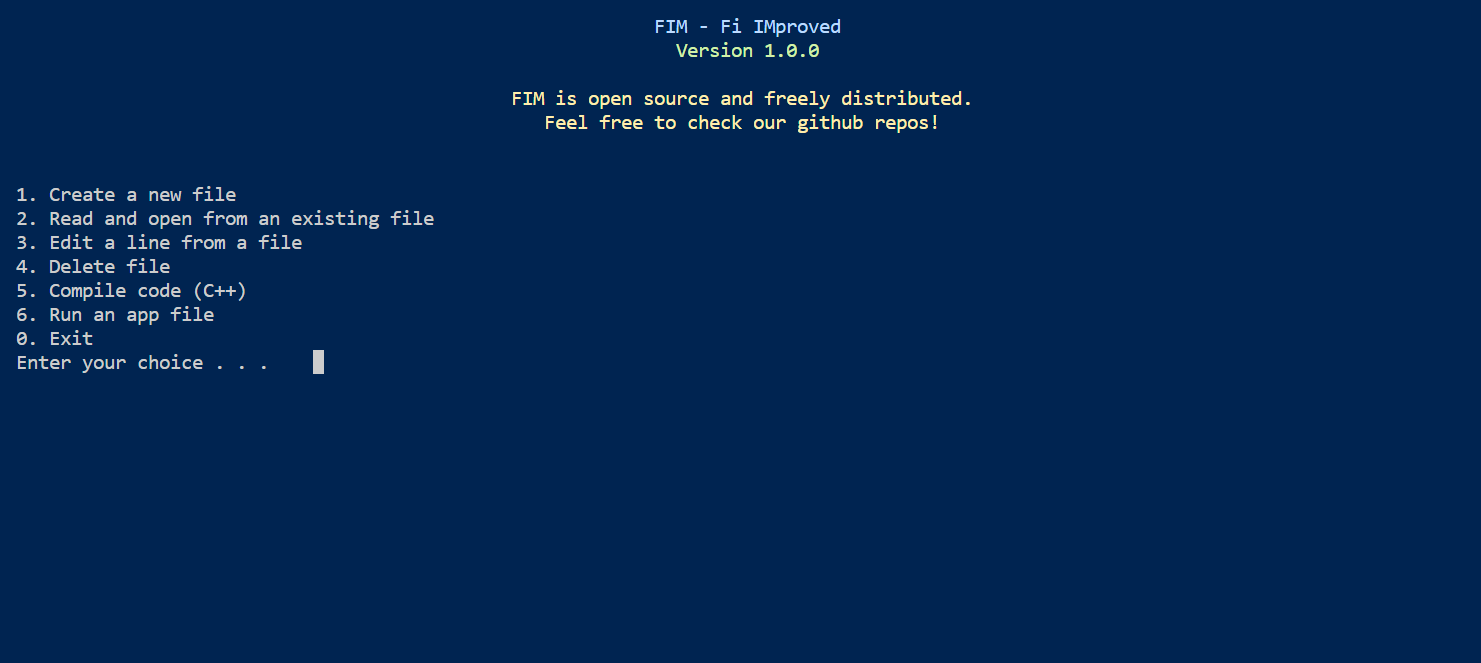 FIM - Fi IMproved
Version 1.0.0
FIM is open source and freely distributed.
Feel free to check our github repos!
1. Create a new file
2. Read and open from an existing file
3. Edit a line from a file
4. Delete file
5. Compile code (C++)
6. Run an app file
0. Exit
Enter your choice . . .